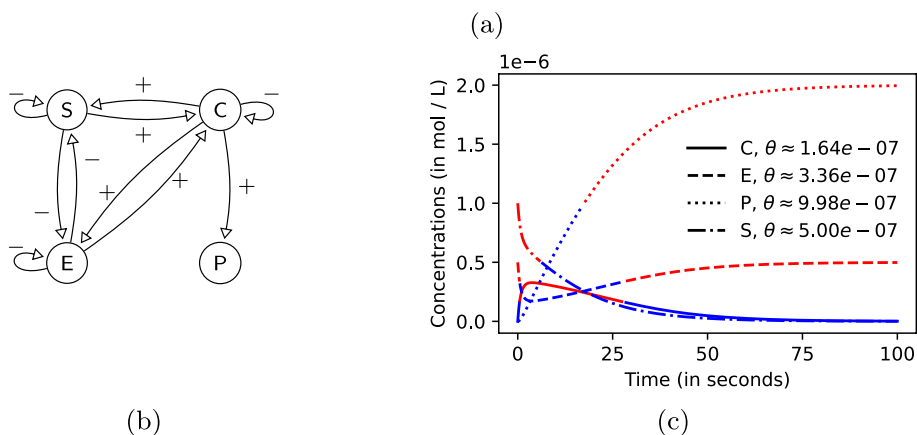 (a)
− S + C −
+
− −
+ +
+
− E P
(b)
1e−6
Concentrations (in mol / L)
2.0
1.5
1.0
0.5
0.0
C, θ ≈ 1.64e − 07
E, θ ≈ 3.36e − 07
P, θ ≈ 9.98e − 07
S, θ ≈ 5.00e − 07
0 25 50 75 100
Time (in seconds)
(c)